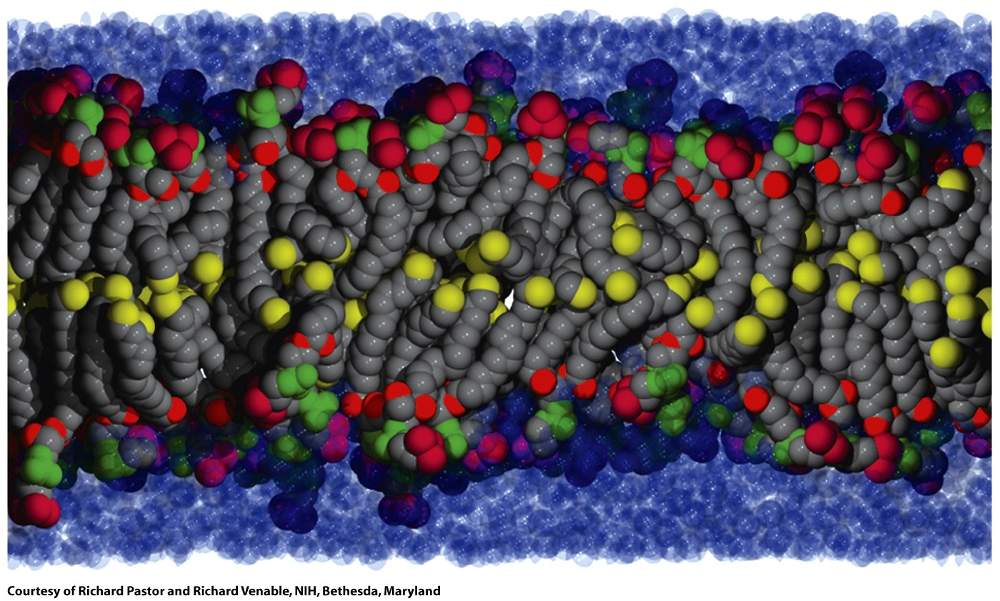 Courtesy of Richard Pastor and Richard Venable, NIH, Bethesda, Maryland